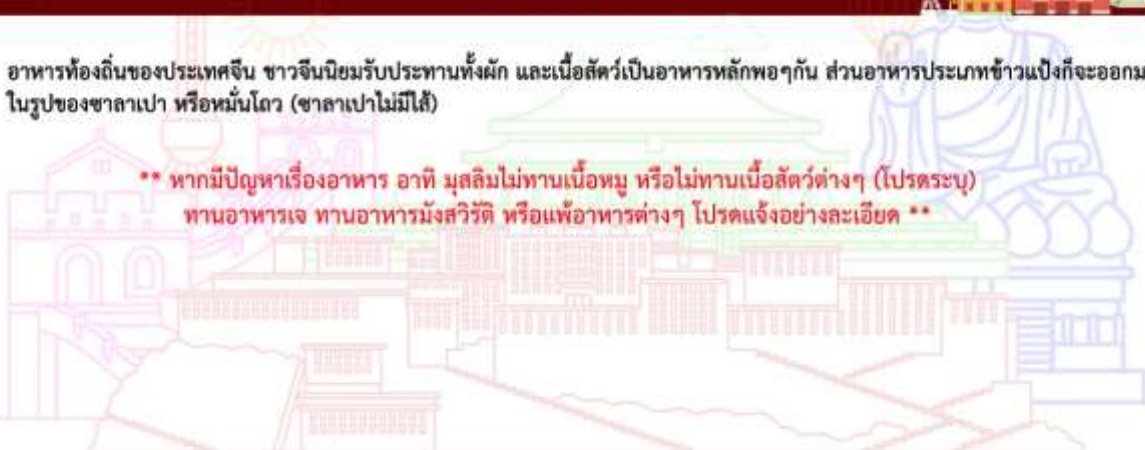 อาหารท้องถิ่นของประเทศจีน ชาวจีนนิยมรับประทานทั้งผัก และเนื้อสัตว์เป็นอาหารหลักพอๆกัน ส่วนอาหารประเภทข้าวแป้งก็จะออกม
ในรูปของซาลาเปา หรือหมั่นโถว (ซาลาเปาไม่มีไส้)
** หากมีปัญหาเรื่องอาหาร อาทิ มุสลิมไม่ทานเนื้อหมู หรือไม่ทานเนื้อสัตว์ต่างๆ (โปรดระบุ)
ทานอาหารเจ ทานอาหารมังสวิรัติ หรือแพ้อาหารต่างๆ โปรดแจ้งอย่างละเอียด **